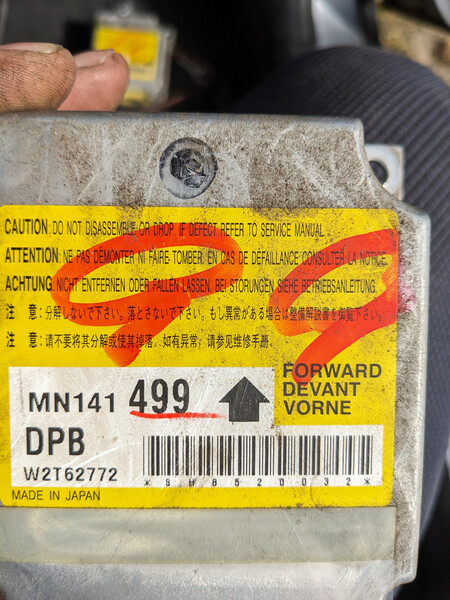 CAUTION: DO NOT DISASSEMBLE OR DROP. IF DEFECT REFER TO SERVICE MANUAL.
ATTENTION: NE PAS DÉMONTER NI FAIRE TOMBER. EN CAS DE DÉFAILLANCE CONSULTER LA NOTICE.
ACHTUNG: NICHT ENTFERNEN ODER FALLEN LASSEN. BEI STÖRUNGEN SIEHE BETRIEBSANLEITUNG.
注 意:分解しないで下さい。落とさないで下さい。もし異常がある場合は整備解説書を御覧下さい。
注 意:请不要将其分解或使其掉落。如有异常,请参见维修手册.
MN141 499
FORWARD
DEVANT
VORNE
DPB
W2T62772
*3HB520032*
MADE IN JAPAN